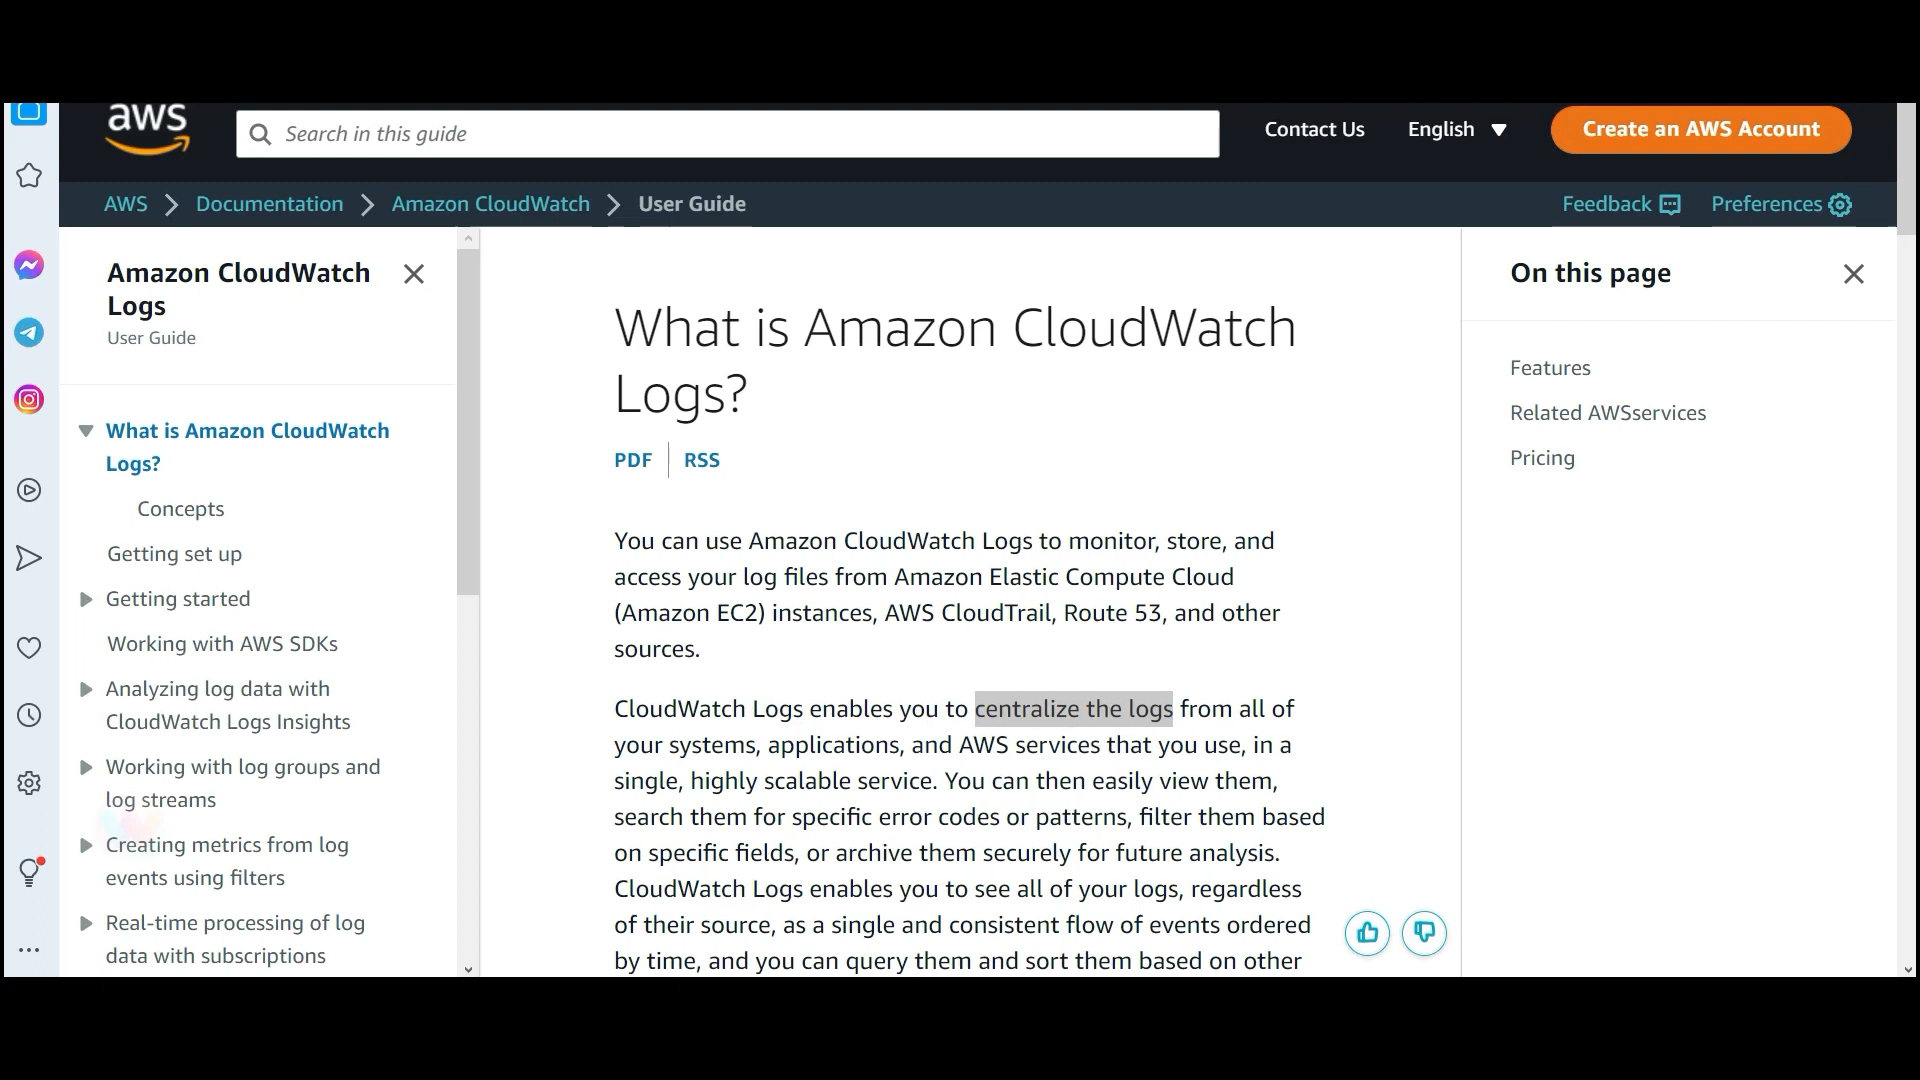 aws
Search in this guide
Contact Us
English
Create an AWS Account
AWS
Documentation
Amazon CloudWatch
User Guide
Feedback
Preferences
Amazon CloudWatch
Logs
User Guide
What is Amazon CloudWatch
Logs?
Concepts
Getting set up
Getting started
Working with AWS SDKs
Analyzing log data with
CloudWatch Logs Insights
Working with log groups and
log streams
Creating metrics from log
events using filters
Real-time processing of log
data with subscriptions
What is Amazon CloudWatch
Logs?
PDF
RSS
You can use Amazon CloudWatch Logs to monitor, store, and
access your log files from Amazon Elastic Compute Cloud
(Amazon EC2) instances, AWS CloudTrail, Route 53, and other
sources.
CloudWatch Logs enables you to centralize the logs from all of
your systems, applications, and AWS services that you use, in a
single, highly scalable service. You can then easily view them,
search them for specific error codes or patterns, filter them based
on specific fields, or archive them securely for future analysis.
CloudWatch Logs enables you to see all of your logs, regardless
of their source, as a single and consistent flow of events ordered
by time, and you can query them and sort them based on other
On this page
Features
Related AWSservices
Pricing